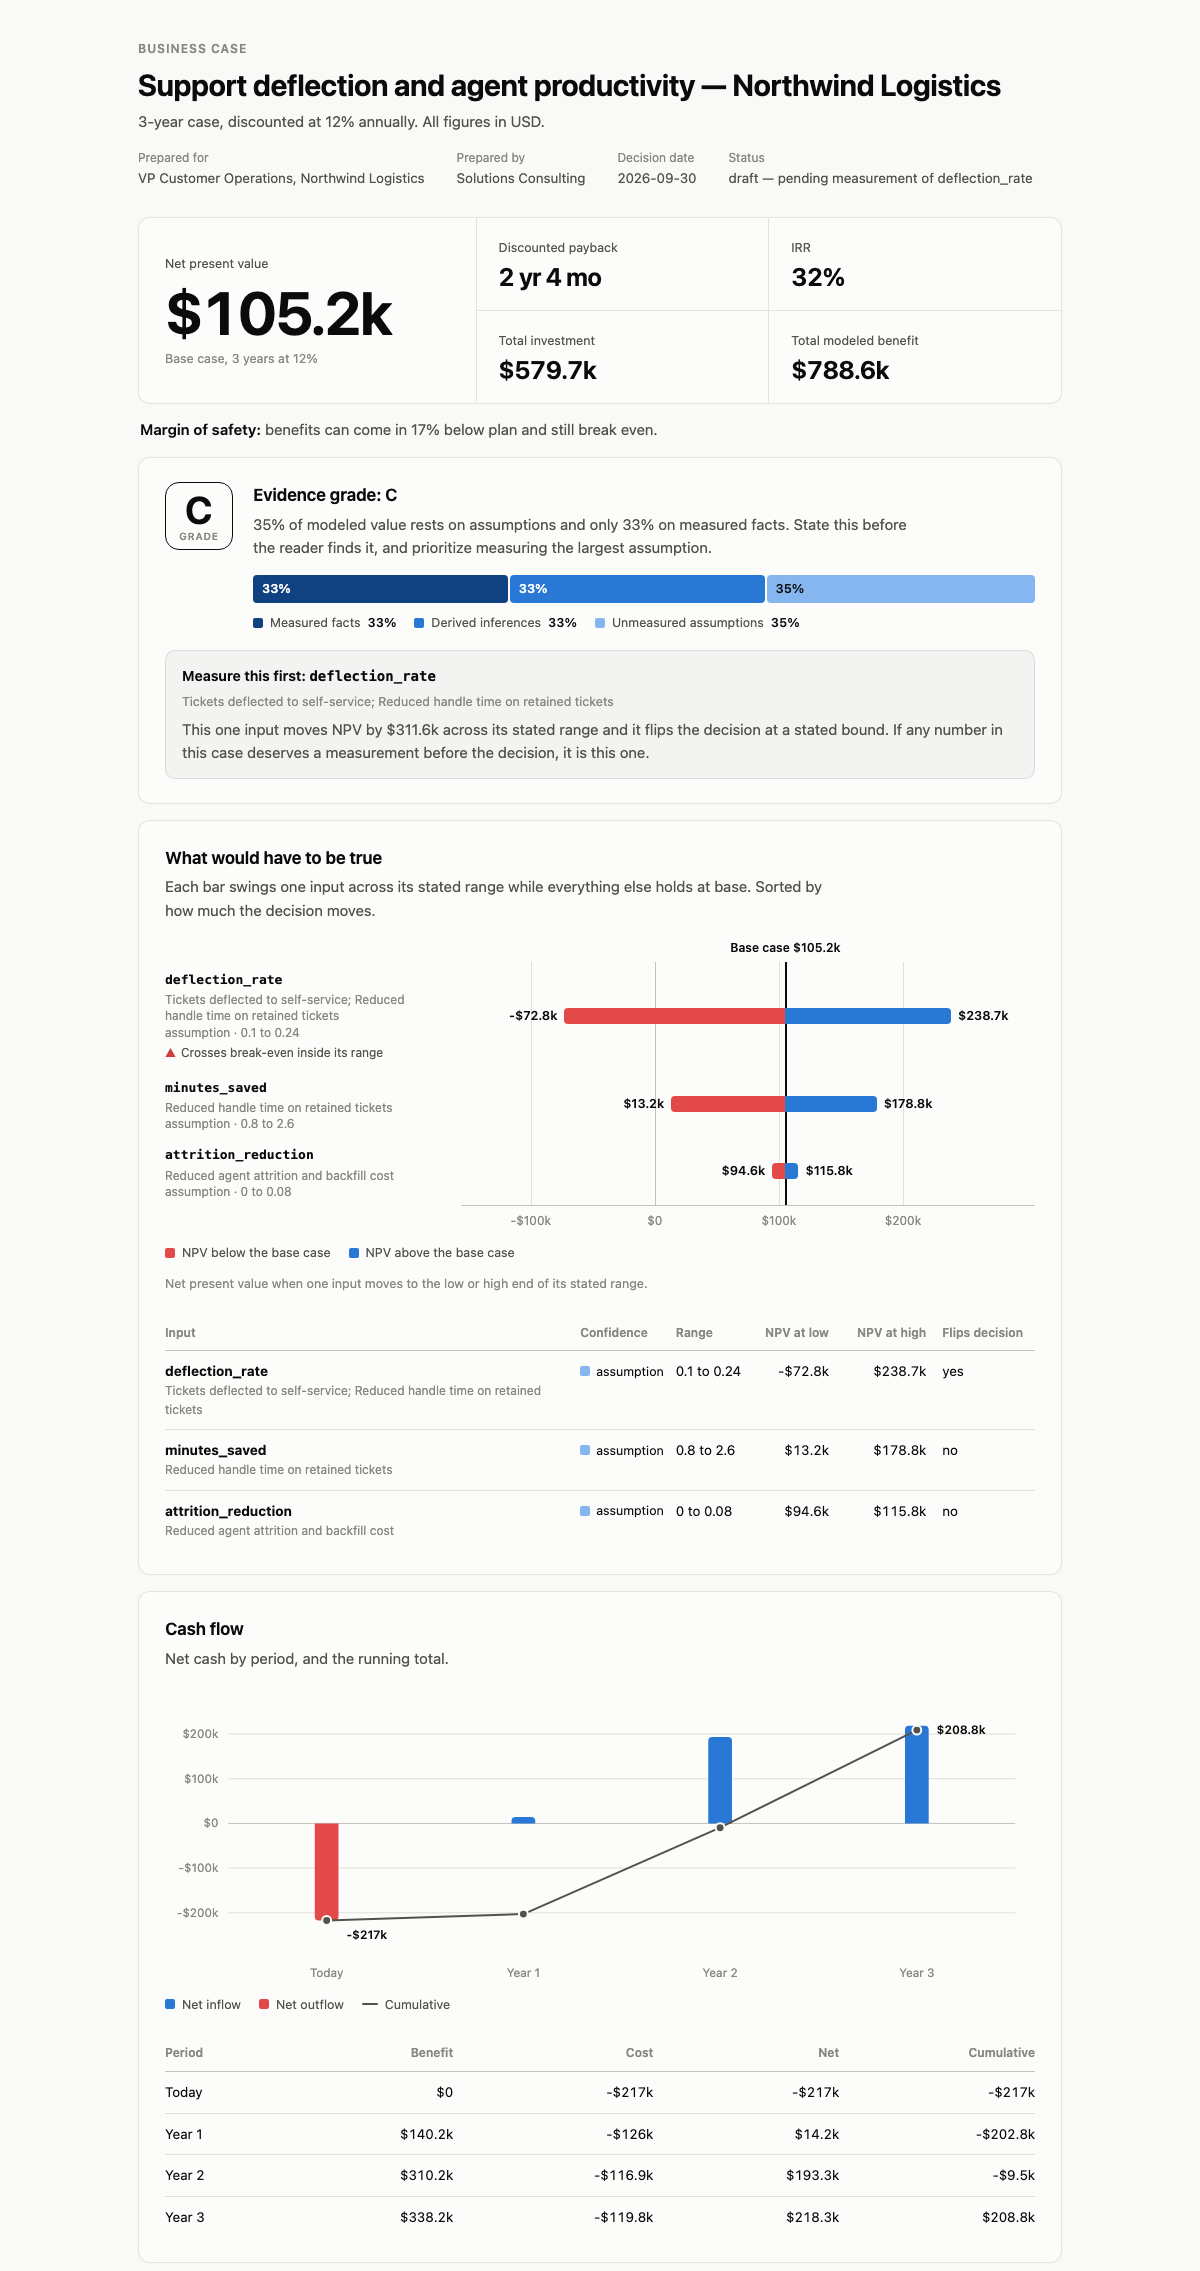 BUSINESS CASE
Support deflection and agent productivity — Northwind Logistics
3-year case, discounted at 12% annually. All figures in USD.
Prepared for
VP Customer Operations, Northwind Logistics
Prepared by
Solutions Consulting
Decision date
2026-09-30
Status
draft — pending measurement of deflection_rate
Net present value
$105.2k
Base case, 3 years at 12%
Discounted payback
2 yr 4 mo
IRR
32%
Total investment
$579.7k
Total modeled benefit
$788.6k
Margin of safety: benefits can come in 17% below plan and still break even.
C
GRADE
Evidence grade: C
35% of modeled value rests on assumptions and only 33% on measured facts. State this before
the reader finds it, and prioritize measuring the largest assumption.
33% 33% 35%
Measured facts 33% Derived inferences 33% Unmeasured assumptions 35%
Measure this first: deflection_rate
Tickets deflected to self-service; Reduced handle time on retained tickets
This one input moves NPV by $311.6k across its stated range and it flips the decision at a stated bound. If any number in
this case deserves a measurement before the decision, it is this one.
What would have to be true
Each bar swings one input across its stated range while everything else holds at base. Sorted by
how much the decision moves.
Base case $105.2k
deflection_rate
Tickets deflected to self-service; Reduced
handle time on retained tickets
assumption · 0.1 to 0.24
▲ Crosses break-even inside its range
-$72.8k $238.7k
minutes_saved
Reduced handle time on retained tickets
assumption · 0.8 to 2.6
$13.2k $178.8k
attrition_reduction
Reduced agent attrition and backfill cost
assumption · 0 to 0.08
$94.6k $115.8k
-$100k $0 $100k $200k
NPV below the base case NPV above the base case
Net present value when one input moves to the low or high end of its stated range.
Input Confidence Range NPV at low NPV at high Flips decision
deflection_rate assumption 0.1 to 0.24 -$72.8k $238.7k yes
Tickets deflected to self-service; Reduced handle time on retained
tickets
minutes_saved assumption 0.8 to 2.6 $13.2k $178.8k no
Reduced handle time on retained tickets
attrition_reduction assumption 0 to 0.08 $94.6k $115.8k no
Reduced agent attrition and backfill cost
Cash flow
Net cash by period, and the running total.
$200k
$100k
$0
-$100k
-$200k
$208.8k
-$217k
Today Year 1 Year 2 Year 3
Net inflow Net outflow Cumulative
Period Benefit Cost Net Cumulative
Today $0 -$217k -$217k -$217k
Year 1 $140.2k -$126k $14.2k -$202.8k
Year 2 $310.2k -$116.9k $193.3k -$9.5k
Year 3 $338.2k -$119.8k $218.3k $208.8k